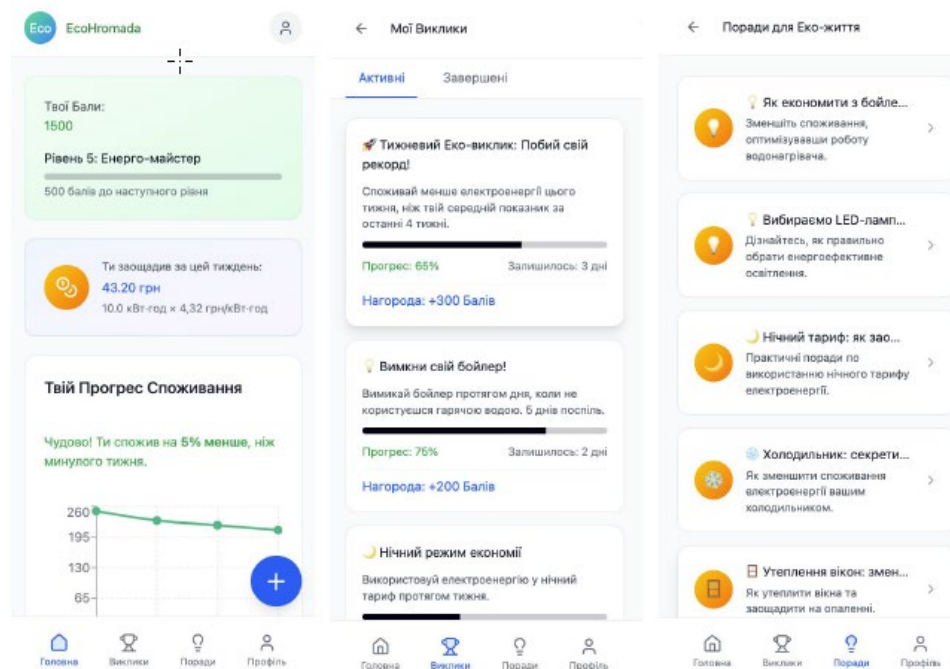 Eco EcoHromada
Твої Бали:
1500
Рівень 5: Енерго-майстер
500 балів до наступного рівня
Ти заощадив за цей тиждень:
43.20 грн
10.0 кВт·год × 4,32 грн/кВт·год
Твій Прогрес Споживання
Чудово! Ти спожив на 5% менше, ніж
минулого тижня.
260
195
130
65
Головна Виклики Поради Профіль
Мої Виклики
Активні Завершені
🚀 Тижневий Еко-виклик: Побий свій
рекорд!
Споживай менше електроенергії цього
тижня, ніж твій середній показник за
останні 4 тижні.
Прогрес: 65% Залишилось: 3 дні
Нагорода: +300 Балів
💡 Вимкни свій бойлер!
Вимикай бойлер протягом дня, коли не
користуєшся гарячою водою. 5 днів поспіль.
Прогрес: 75% Залишилось: 2 дні
Нагорода: +200 Балів
🌙 Нічний режим економії
Використовуй електроенергію у нічний
тариф протягом тижня.
Головна Виклики Поради Профіль
Поради для Еко-життя
💡 Як економити з бойле...
Зменшіть споживання,
оптимізувавши роботу
водонагрівача.
💡 Вибираємо LED-ламп...
Дізнайтесь, як правильно
обрати енергоефективне
освітлення.
🌙 Нічний тариф: як зао...
Практичні поради по
використанню нічного тарифу
електроенергії.
❄️ Холодильник: секрети...
Як зменшити споживання
електроенергії вашим
холодильником.
🪟 Утеплення вікон: змен...
Як утеплити вікна та
заощадити на опаленні.
Головна Виклики Поради Профіль